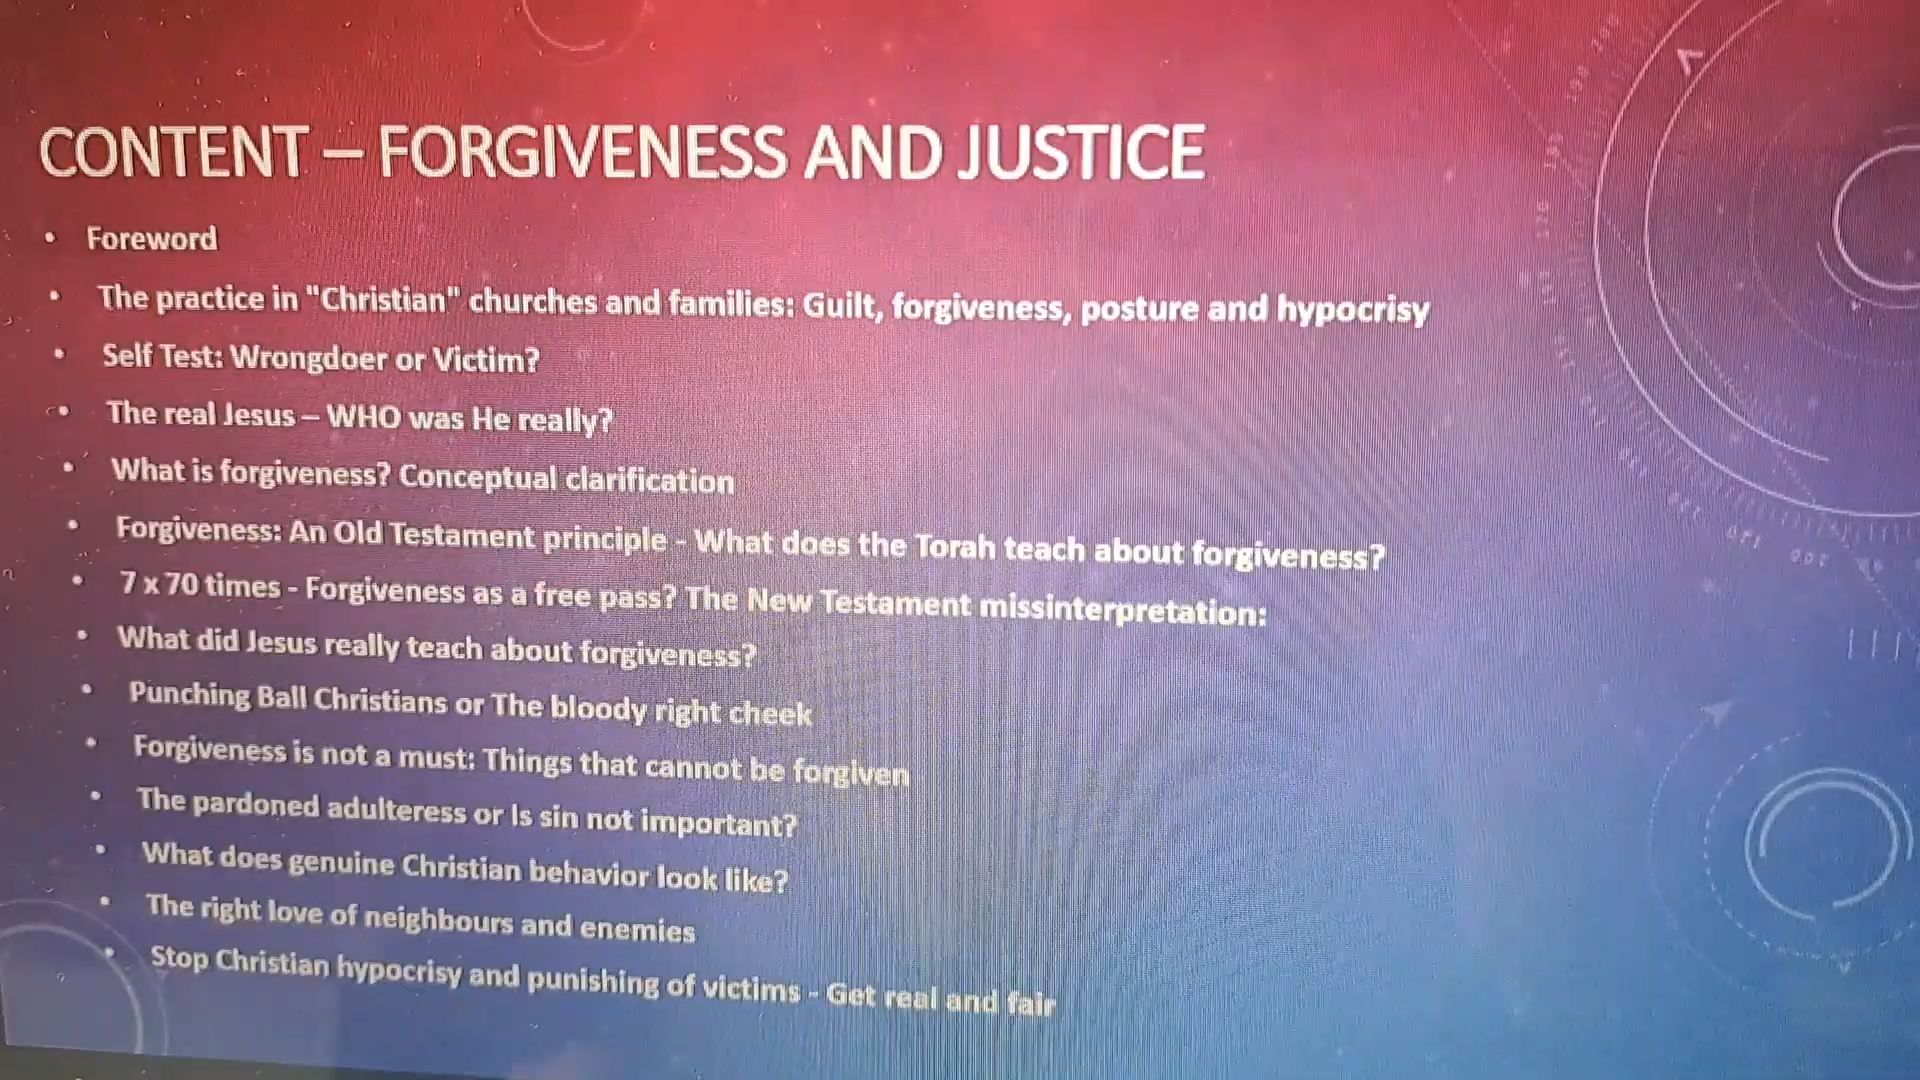 CONTENT – FORGIVENESS AND JUSTICE
• Foreword
• The practice in "Christian" churches and families: Guilt, forgiveness, posture and hypocrisy
• Self Test: Wrongdoer or Victim?
• The real Jesus – WHO was He really?
• What is forgiveness? Conceptual clarification
• Forgiveness: An Old Testament principle - What does the Torah teach about forgiveness?
• 7 x 70 times - Forgiveness as a free pass? The New Testament missinterpretation:
• What did Jesus really teach about forgiveness?
• Punching Ball Christians or The bloody right cheek
• Forgiveness is not a must: Things that cannot be forgiven
• The pardoned adulteress or Is sin not important?
• What does genuine Christian behavior look like?
• The right love of neighbours and enemies
• Stop Christian hypocrisy and punishing of victims - Get real and fair